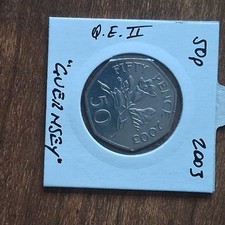 Q.E. II
50p
2003
"GUERNSEY"
FIFTY PENCE
2003
50